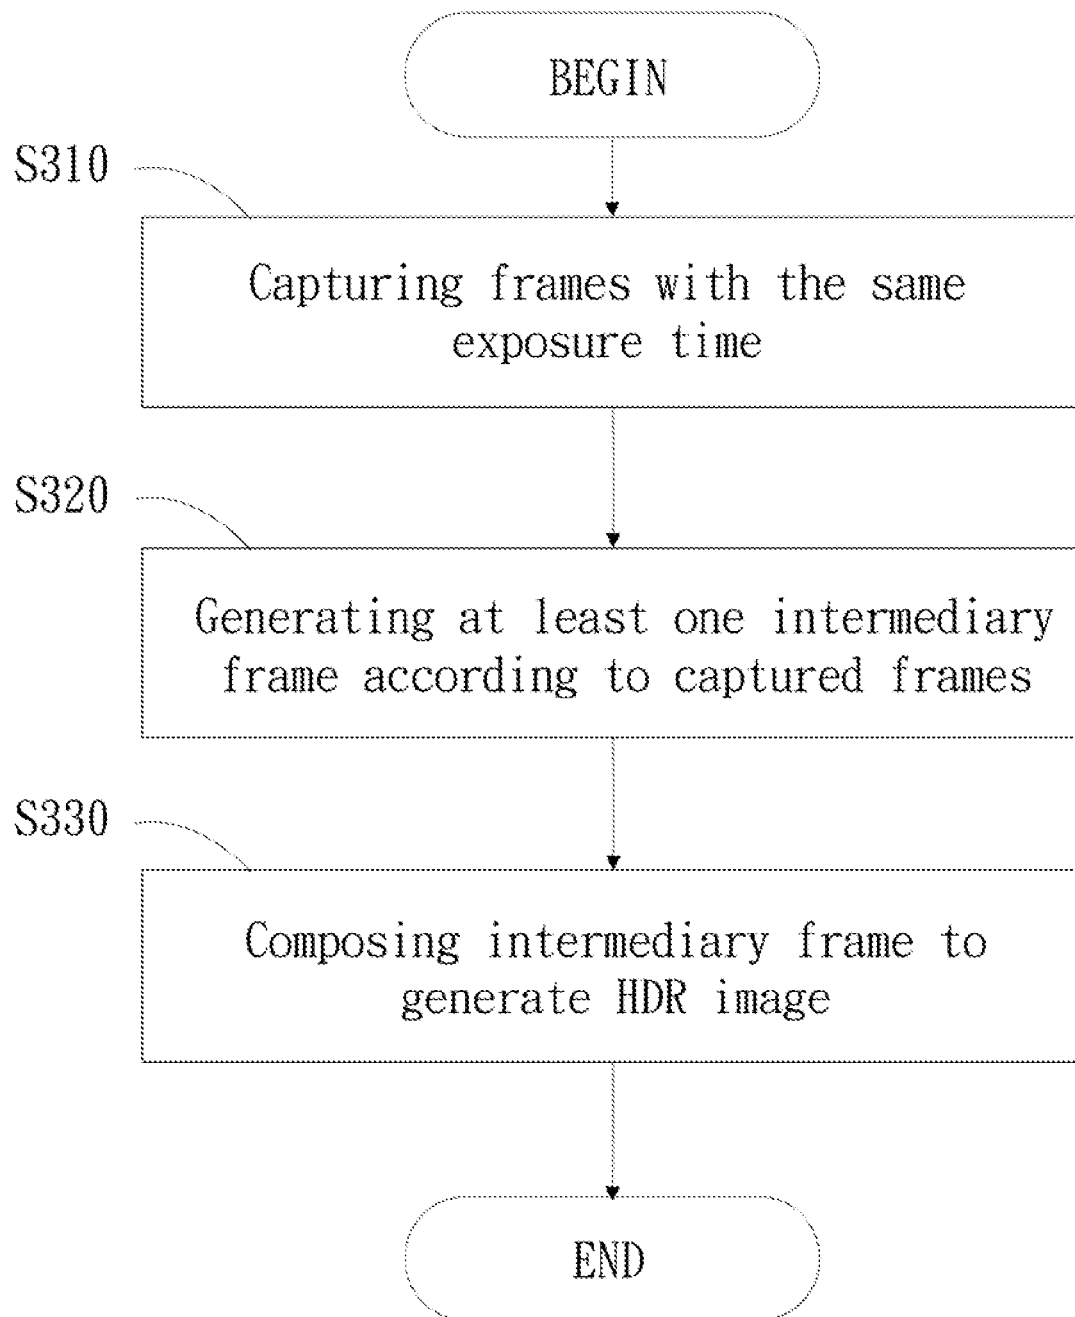 BEGIN
S310
Capturing frames with the same
exposure time
S320
Generating at least one intermediary
frame according to captured frames
S330
Composing intermediary frame to
generate HDR image
END